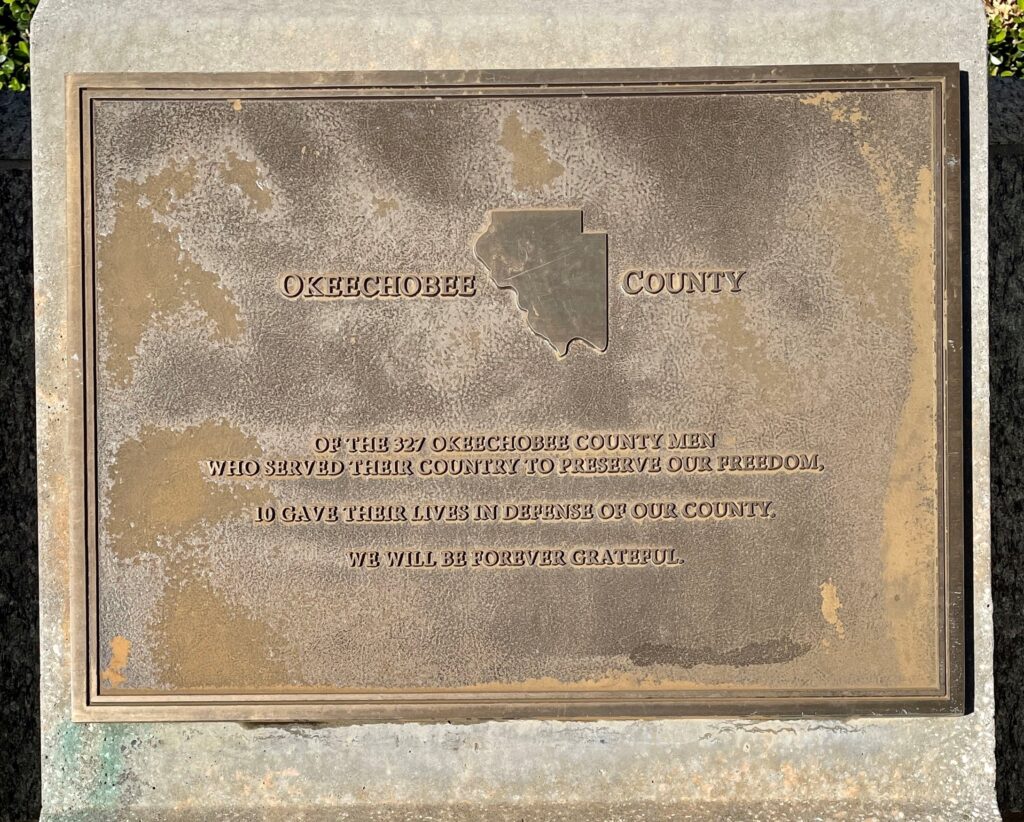 OKEECHOBEE COUNTY
OF THE 327 OKEECHOBEE COUNTY MEN
WHO SERVED THEIR COUNTRY TO PRESERVE OUR FREEDOM,
10 GAVE THEIR LIVES IN DEFENSE OF OUR COUNTY.
WE WILL BE FOREVER GRATEFUL.